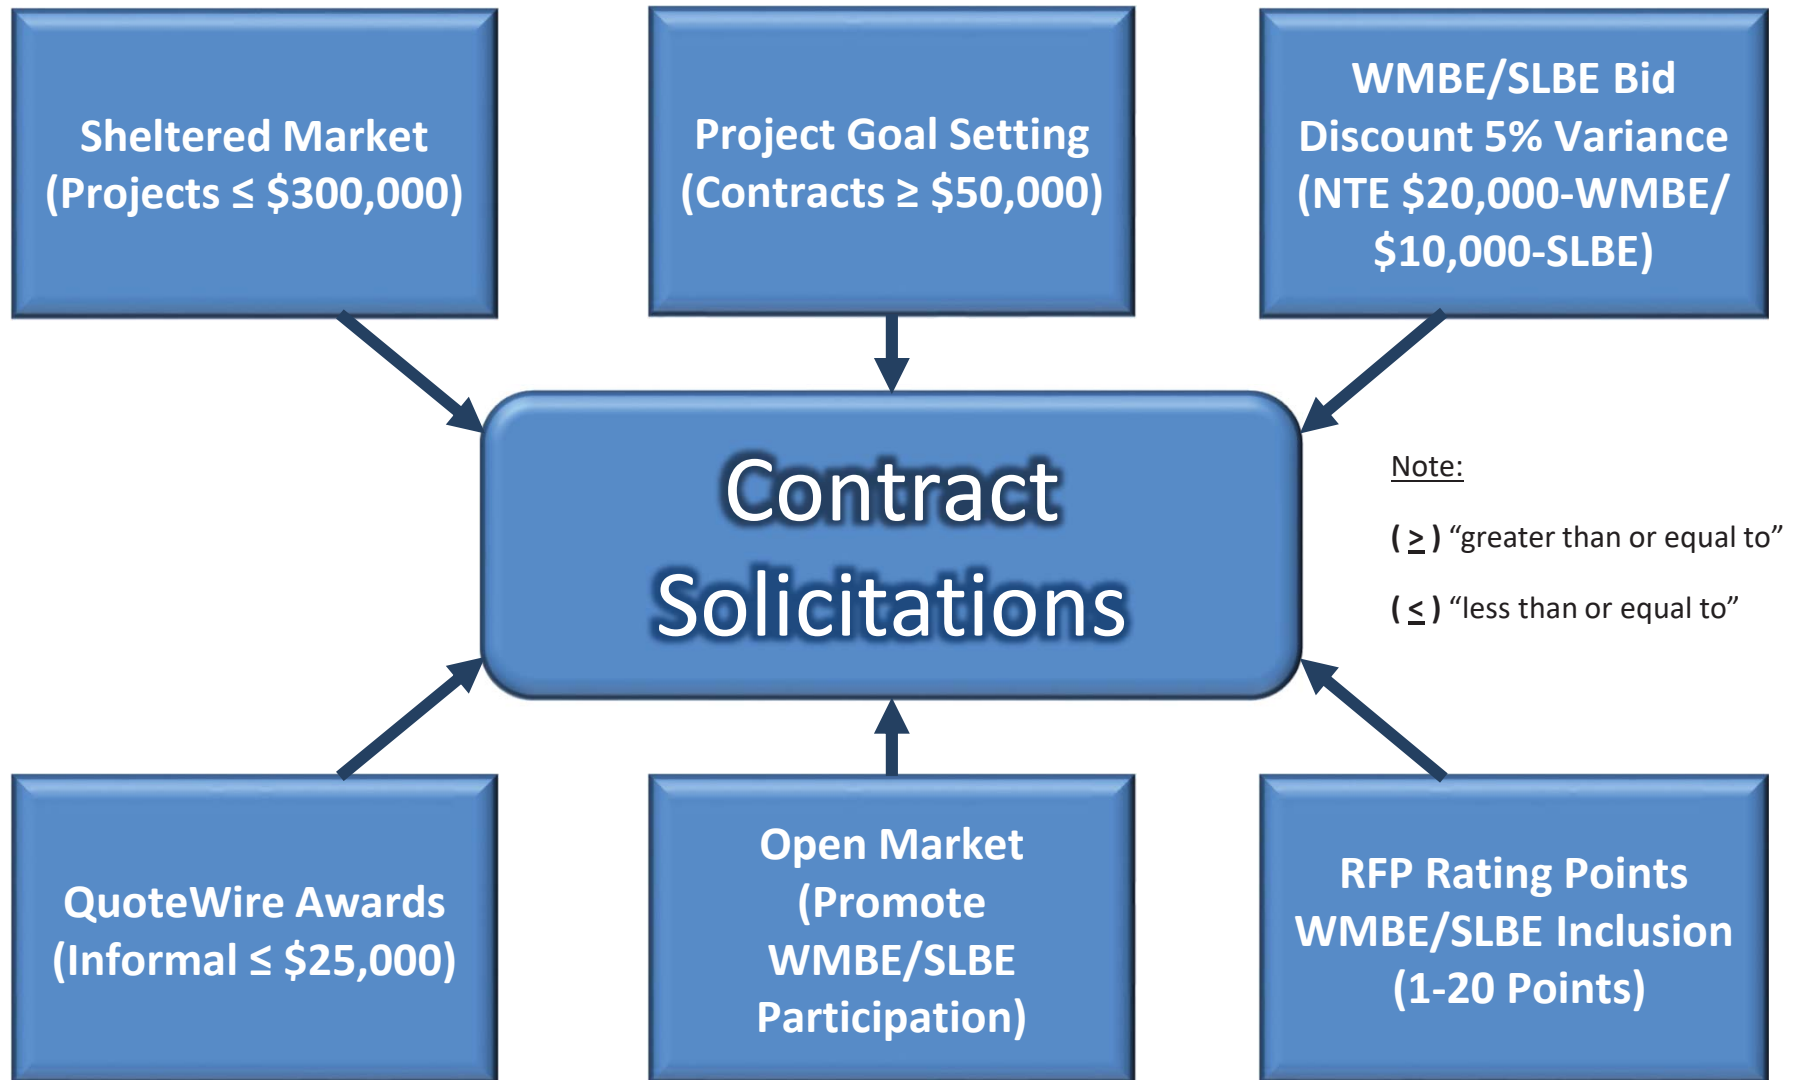 Sheltered Market
(Projects ≤ $300,000)
Project Goal Setting
(Contracts ≥ $50,000)
WMBE/SLBE Bid
Discount 5% Variance
(NTE $20,000-WMBE/
$10,000-SLBE)
Contract
Solicitations
Note:
( ≥ ) “greater than or equal to”
( ≤ ) “less than or equal to”
QuoteWire Awards
(Informal ≤ $25,000)
Open Market
(Promote
WMBE/SLBE
Participation)
RFP Rating Points
WMBE/SLBE Inclusion
(1-20 Points)